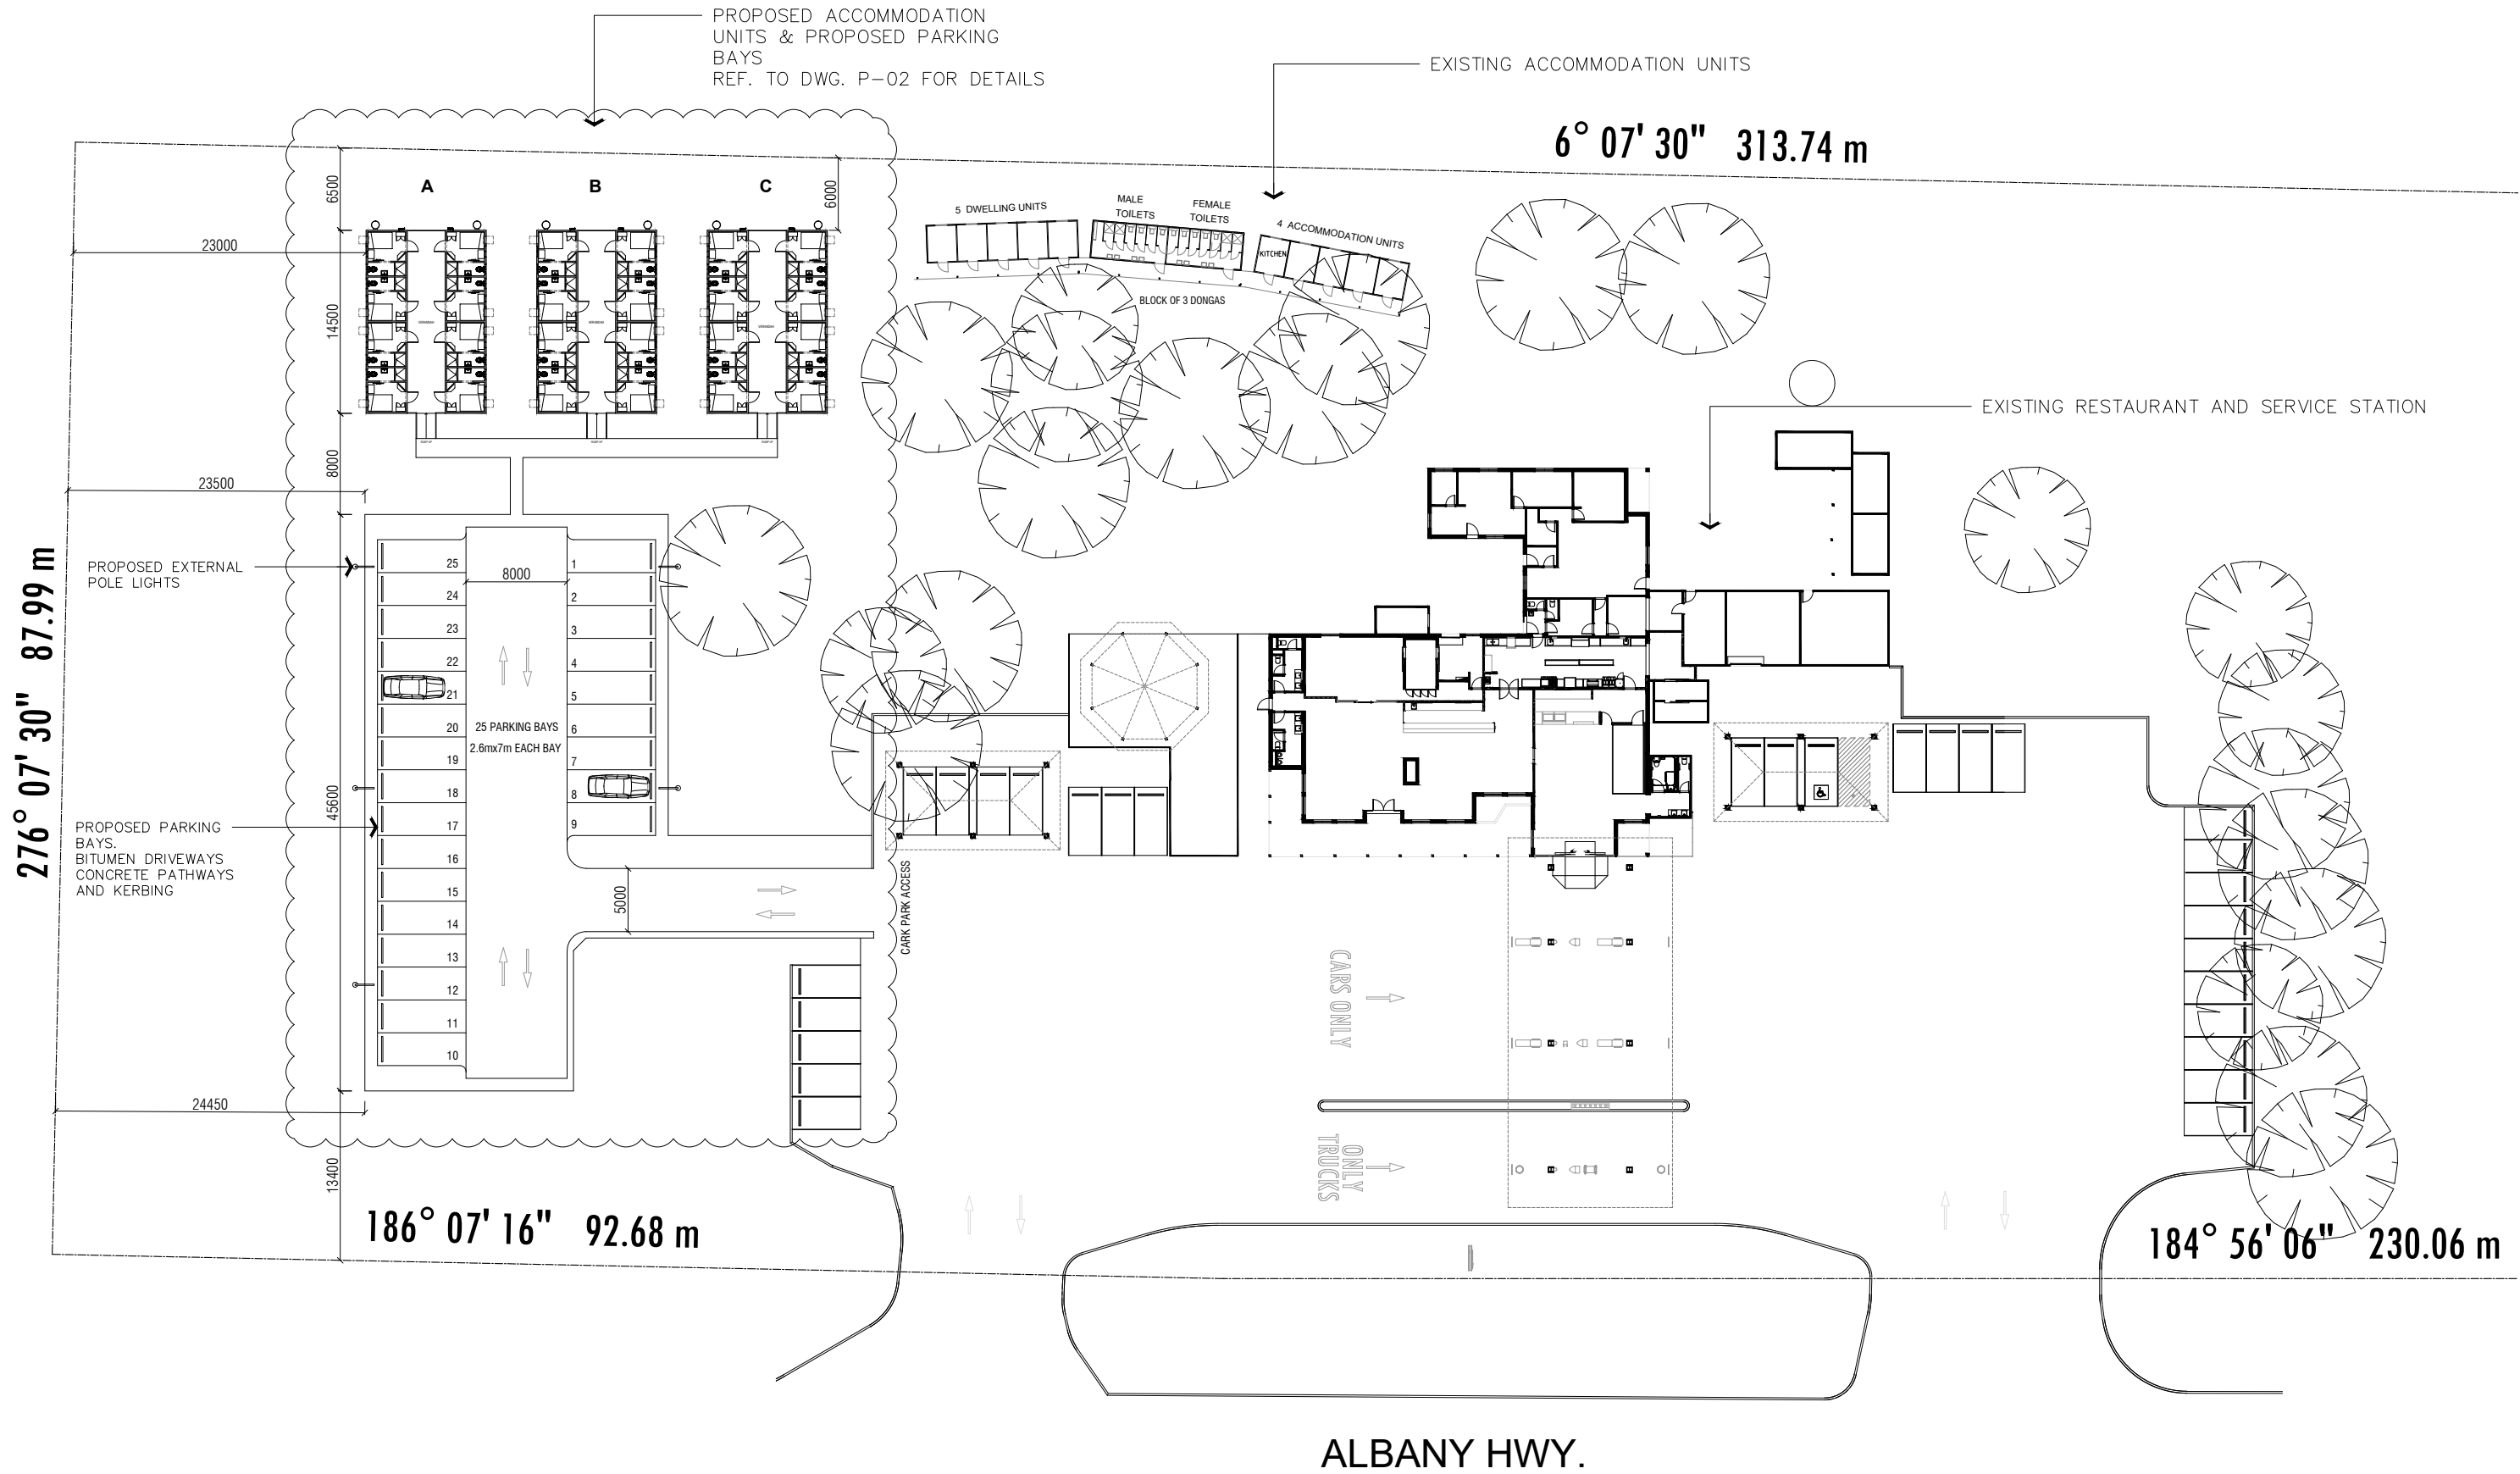 PROPOSED ACCOMMODATION
UNITS & PROPOSED PARKING
BAYS
REF. TO DWG. P-02 FOR DETAILS
EXISTING ACCOMMODATION UNITS
6° 07' 30" 313.74 m
A
B
C
6500
6000
23000
14500
5 DWELLING UNITS
MALE
TOILETS
FEMALE
TOILETS
4 ACCOMMODATION UNITS
KITCHEN
BLOCK OF 3 DONGAS
EXISTING RESTAURANT AND SERVICE STATION
8000
23500
276° 07' 30" 87.99 m
PROPOSED EXTERNAL
POLE LIGHTS
8000
25
24
23
22
21
20
19
18
17
16
15
14
13
12
11
10
1
2
3
4
5
6
7
8
9
25 PARKING BAYS
2.6mx7m EACH BAY
45600
PROPOSED PARKING
BAYS.
BITUMEN DRIVEWAYS
CONCRETE PATHWAYS
AND KERBING
5000
CARK PARK ACCESS
CARS ONLY
ONLY
TRUCKS
24450
13400
186° 07' 16" 92.68 m
184° 56' 06" 230.06 m
ALBANY HWY.